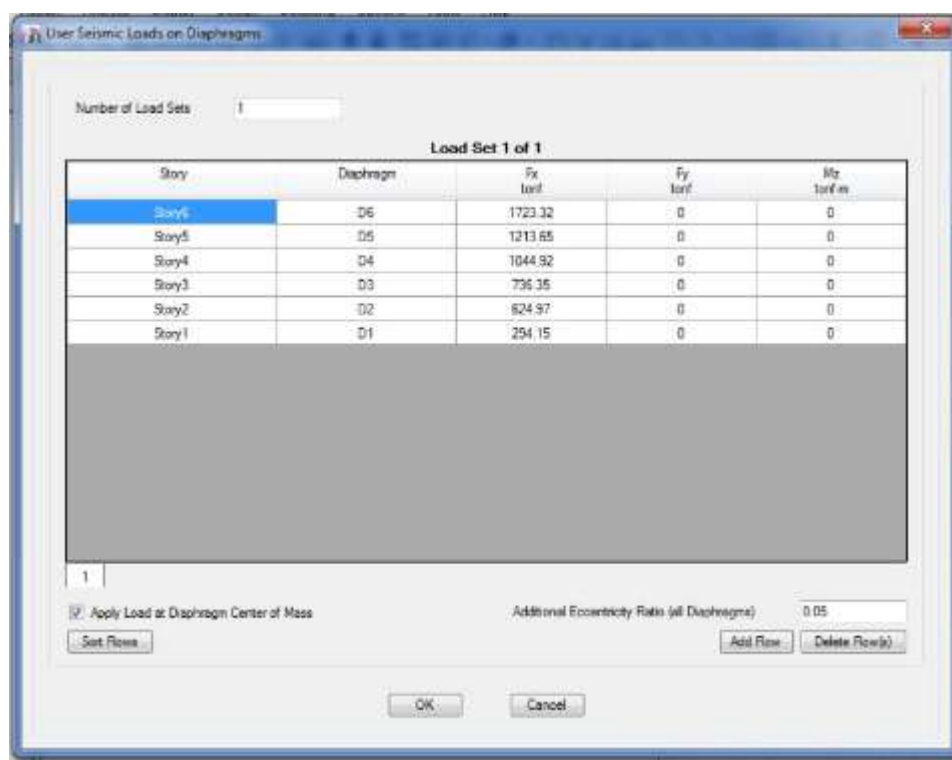 User Seismic Loads on Diaphragms
Number of Load Sets 1
Load Set 1 of 1
Story Diaphragm Fx Fy Mz
tonf tonf tonf-m
Story6 D6 1723.32 0 0
Story5 D5 1213.65 0 0
Story4 D4 1044.92 0 0
Story3 D3 736.35 0 0
Story2 D2 624.97 0 0
Story1 D1 294.15 0 0
1
Apply Load at Diaphragm Center of Mass Additional Eccentricity Ratio (all Diaphragms) 0.05
Sort Rows Add Row Delete Row(s)
OK Cancel